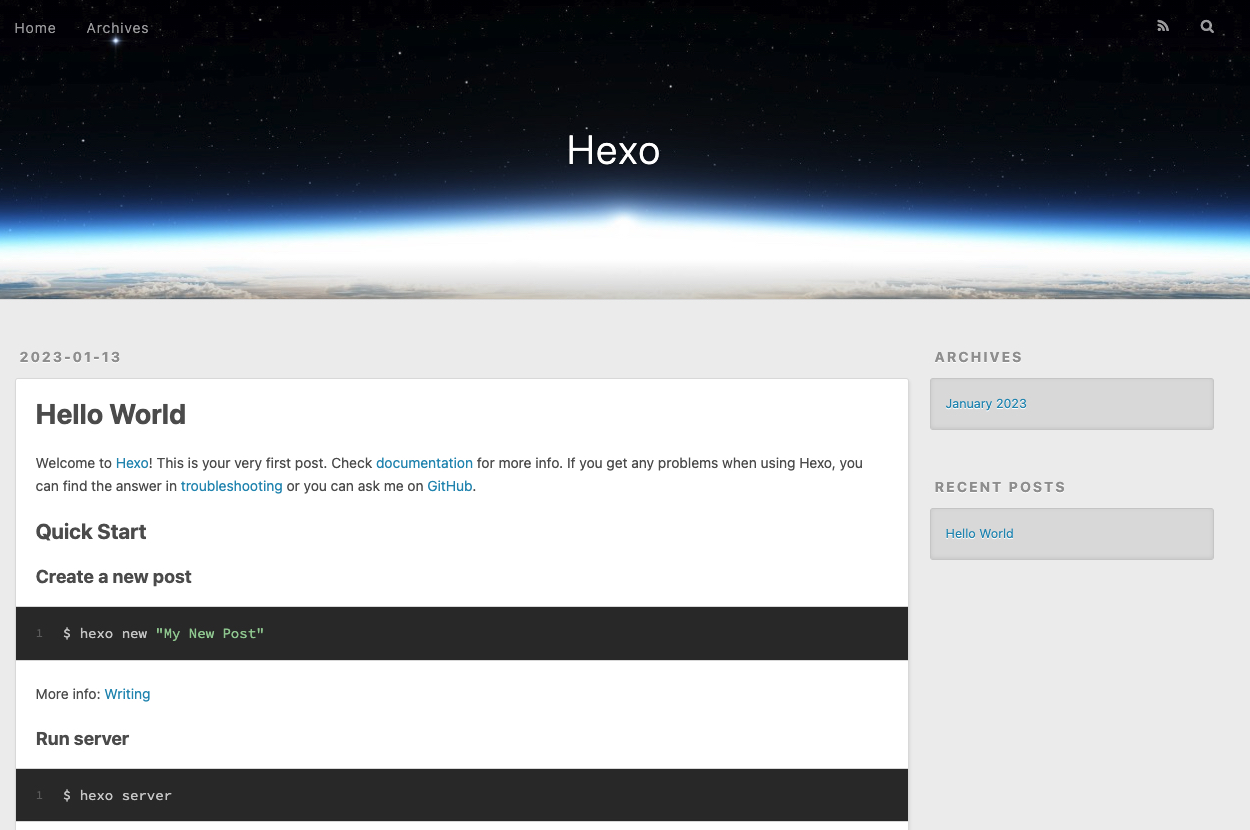 Home Archives
Hexo
2023-01-13
Hello World
Welcome to Hexo! This is your very first post. Check documentation for more info. If you get any problems when using Hexo, you
can find the answer in troubleshooting or you can ask me on GitHub.
Quick Start
Create a new post
1 $ hexo new "My New Post"
More info: Writing
Run server
1 $ hexo server
ARCHIVES
January 2023
RECENT POSTS
Hello World